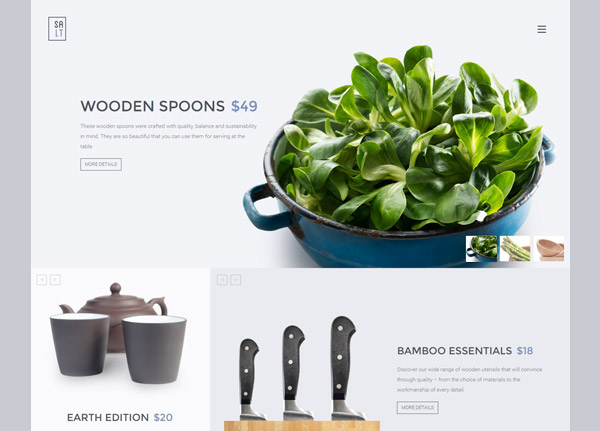 SA
LT
WOODEN SPOONS $49
These wooden spoons were crafted with quality, balance and sustainability
in mind. They are so beautiful that you can use them for serving at the
table.
MORE DETAILS
EARTH EDITION $20
BAMBOO ESSENTIALS $18
Discover our wide range of wooden utensils that will convince
through quality – from the choice of materials to the
workmanship of every detail.
MORE DETAILS